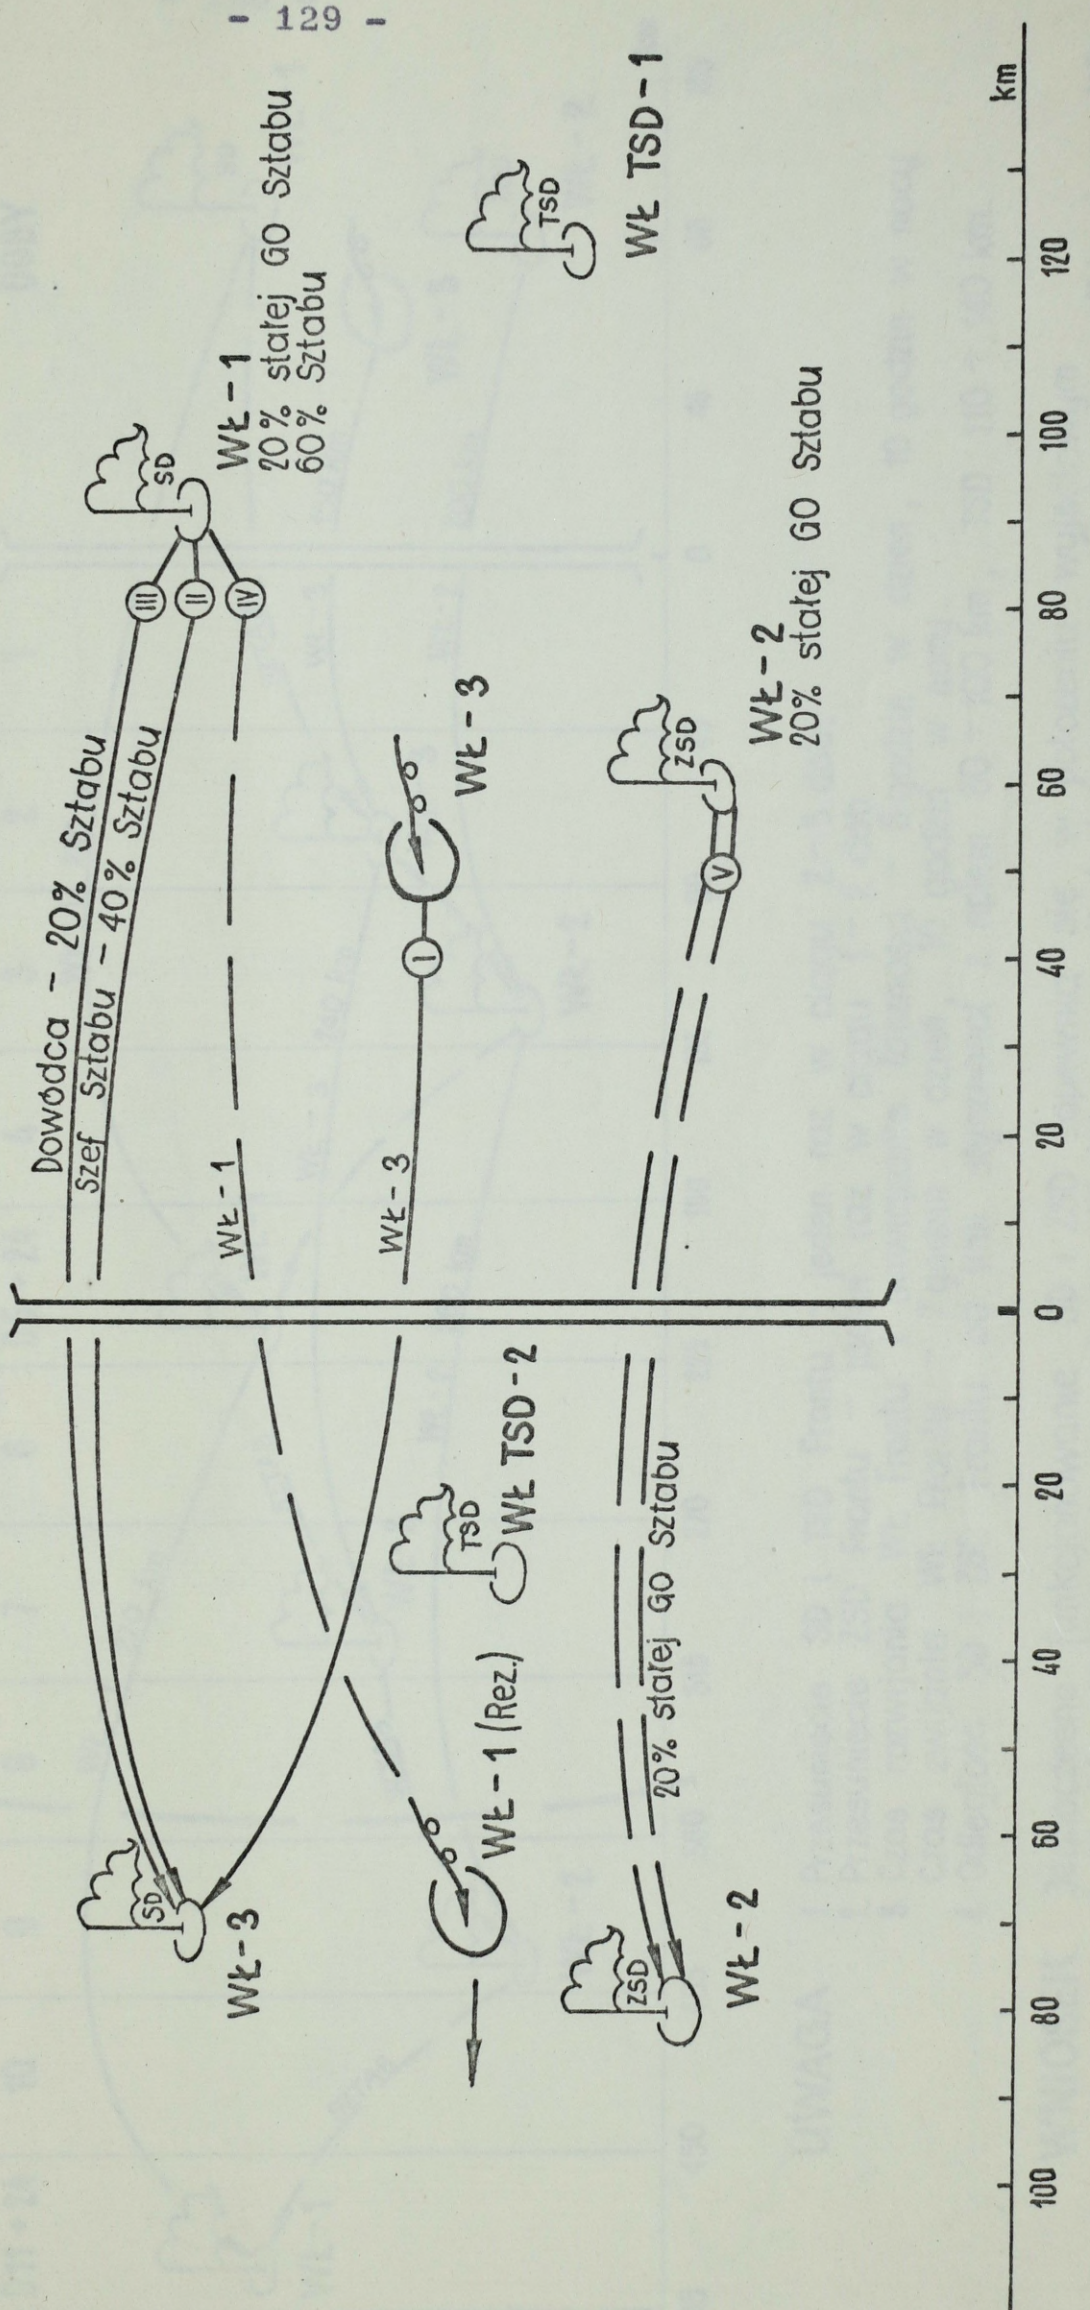 - 129 -
Dowódca - 20% Sztabu
Szef Sztabu - 40% Sztabu
III
II
IV
SD
WŁ-1
20% stałej GO Sztabu
60% Sztabu
WŁ-1
WŁ-3
I
WŁ-3
TSD
WŁ TSD-1
V
ZSD
WŁ-2
20% stałej GO Sztabu
SD
WŁ-3
WŁ-1 (Rez.)
TSD
WŁ TSD-2
20% stałej GO Sztabu
ZSD
WŁ-2
100 80 60 40 20 0 20 40 60 80 100 120 km